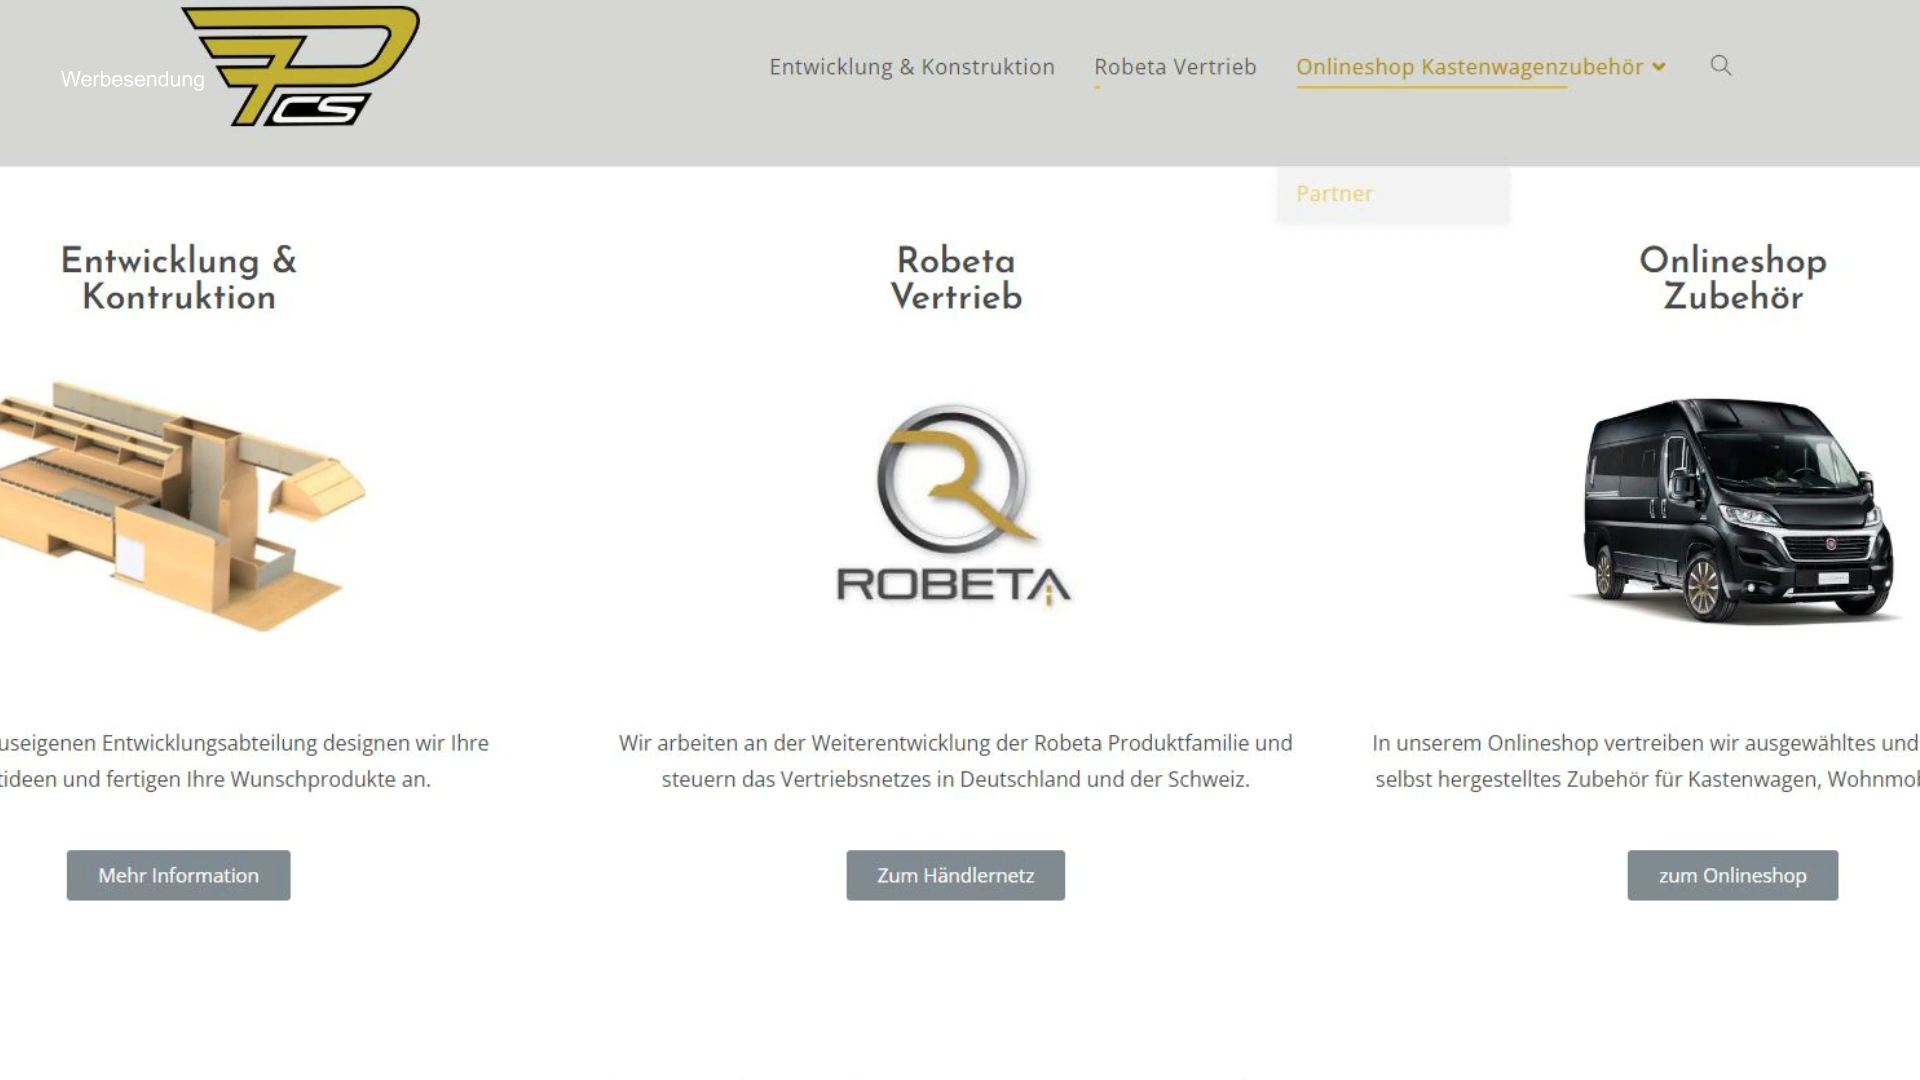 Werbesendung
CS
Entwicklung & Konstruktion
Robeta Vertrieb
Onlineshop Kastenwagenzubehör
Partner
Entwicklung &
Kontruktion
Robeta
Vertrieb
Onlineshop
Zubehör
ROBETA
useigenen Entwicklungsabteilung designen wir Ihre
tideen und fertigen Ihre Wunschprodukte an.
Wir arbeiten an der Weiterentwicklung der Robeta Produktfamilie und
steuern das Vertriebsnetzes in Deutschland und der Schweiz.
In unserem Onlineshop vertreiben wir ausgewähltes und
selbst hergestelltes Zubehör für Kastenwagen, Wohnmob
Mehr Information
Zum Händlernetz
zum Onlineshop